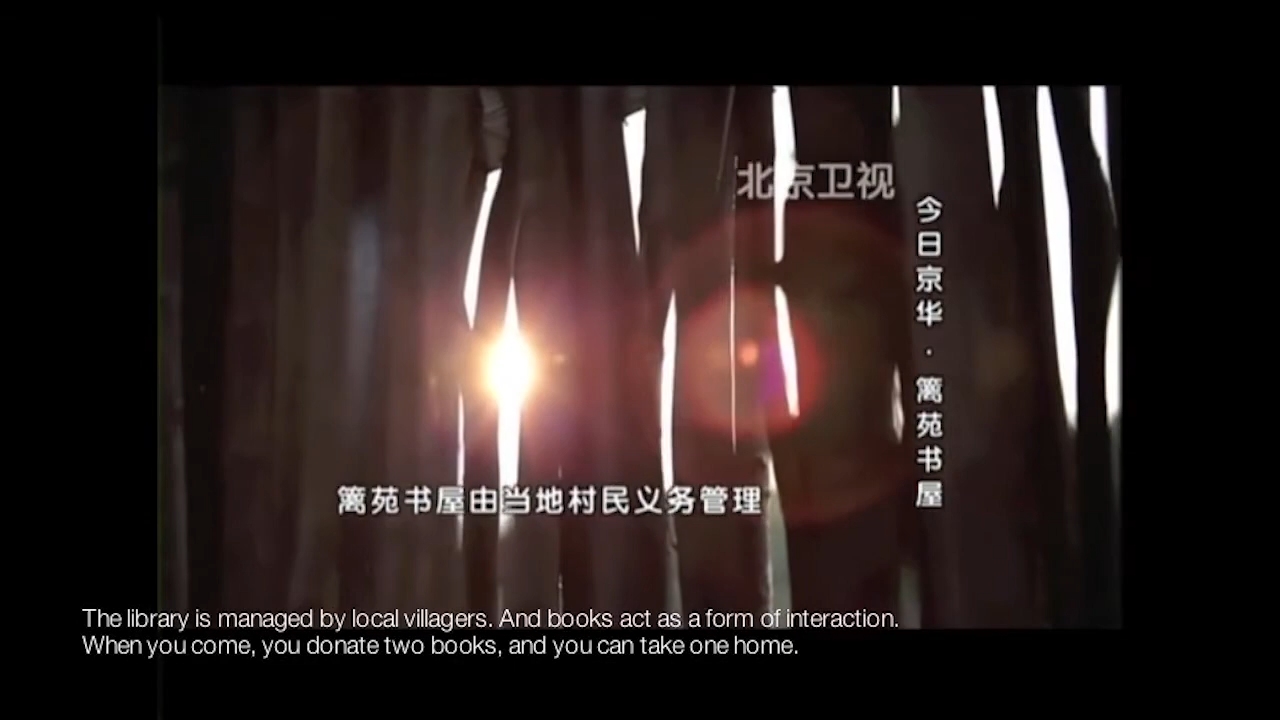 北京卫视
今日京华·篱苑书屋
篱苑书屋由当地村民义务管理
The library is managed by local villagers. And books act as a form of interaction.
When you come, you donate two books, and you can take one home.